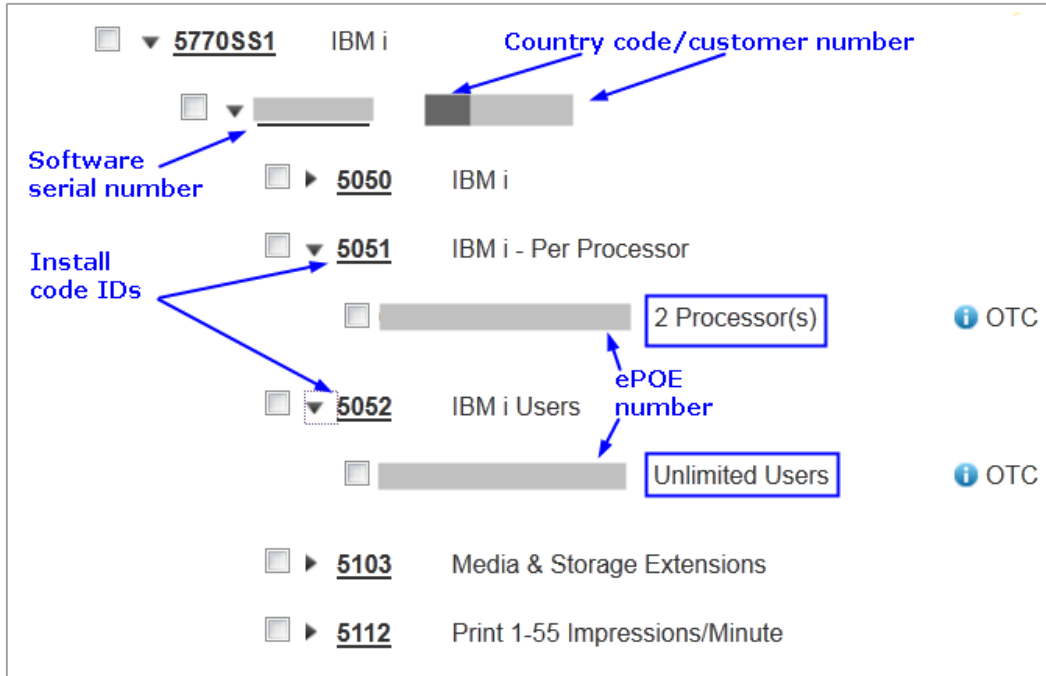 5770SS1 IBM i
Country code/customer number
Software
serial number
5050 IBM i
5051 IBM i - Per Processor
Install
code IDs
2 Processor(s) i OTC
ePOE
number
5052 IBM i Users
Unlimited Users i OTC
5103 Media & Storage Extensions
5112 Print 1-55 Impressions/Minute